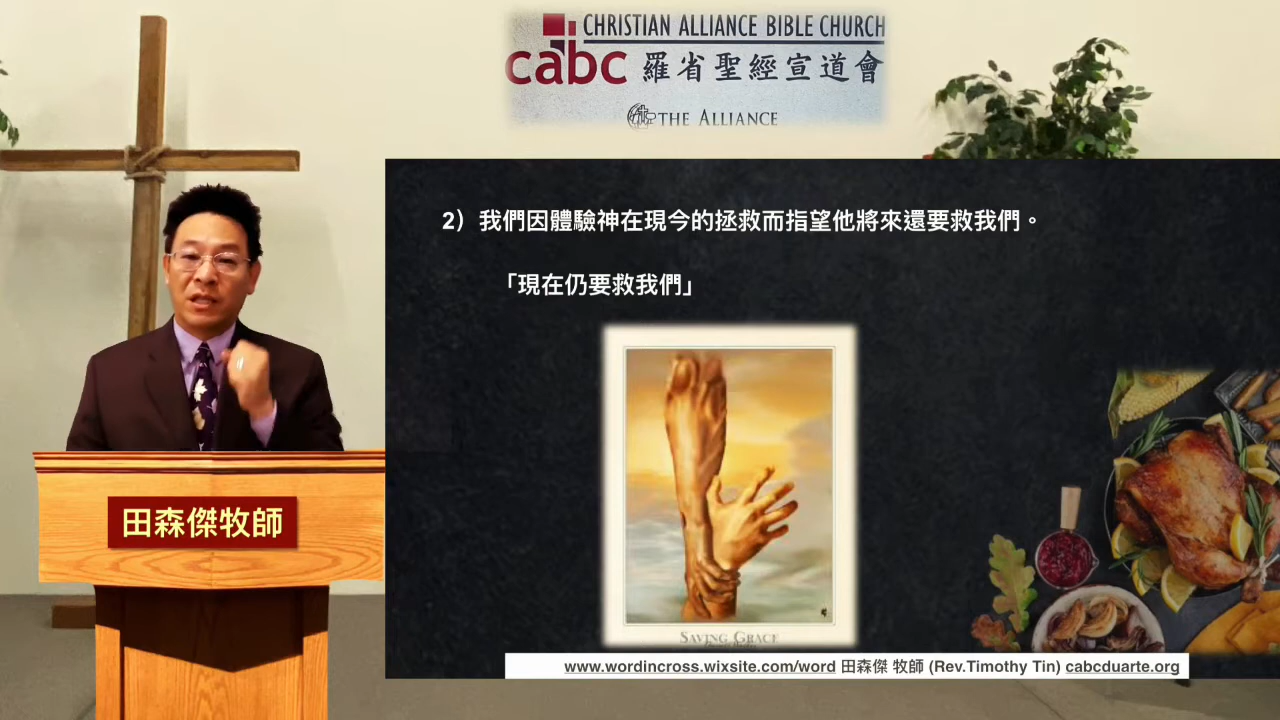 CHRISTIAN ALLIANCE BIBLE CHURCH
cabc 羅省聖經宣道會
THE ALLIANCE
2）我們因體驗神在現今的拯救而指望他將來還要救我們。
「現在仍要救我們」
田森傑牧師
SAVING GRACE
www.wordincross.wixsite.com/word 田森傑 牧師 (Rev.Timothy Tin) cabcduarte.org